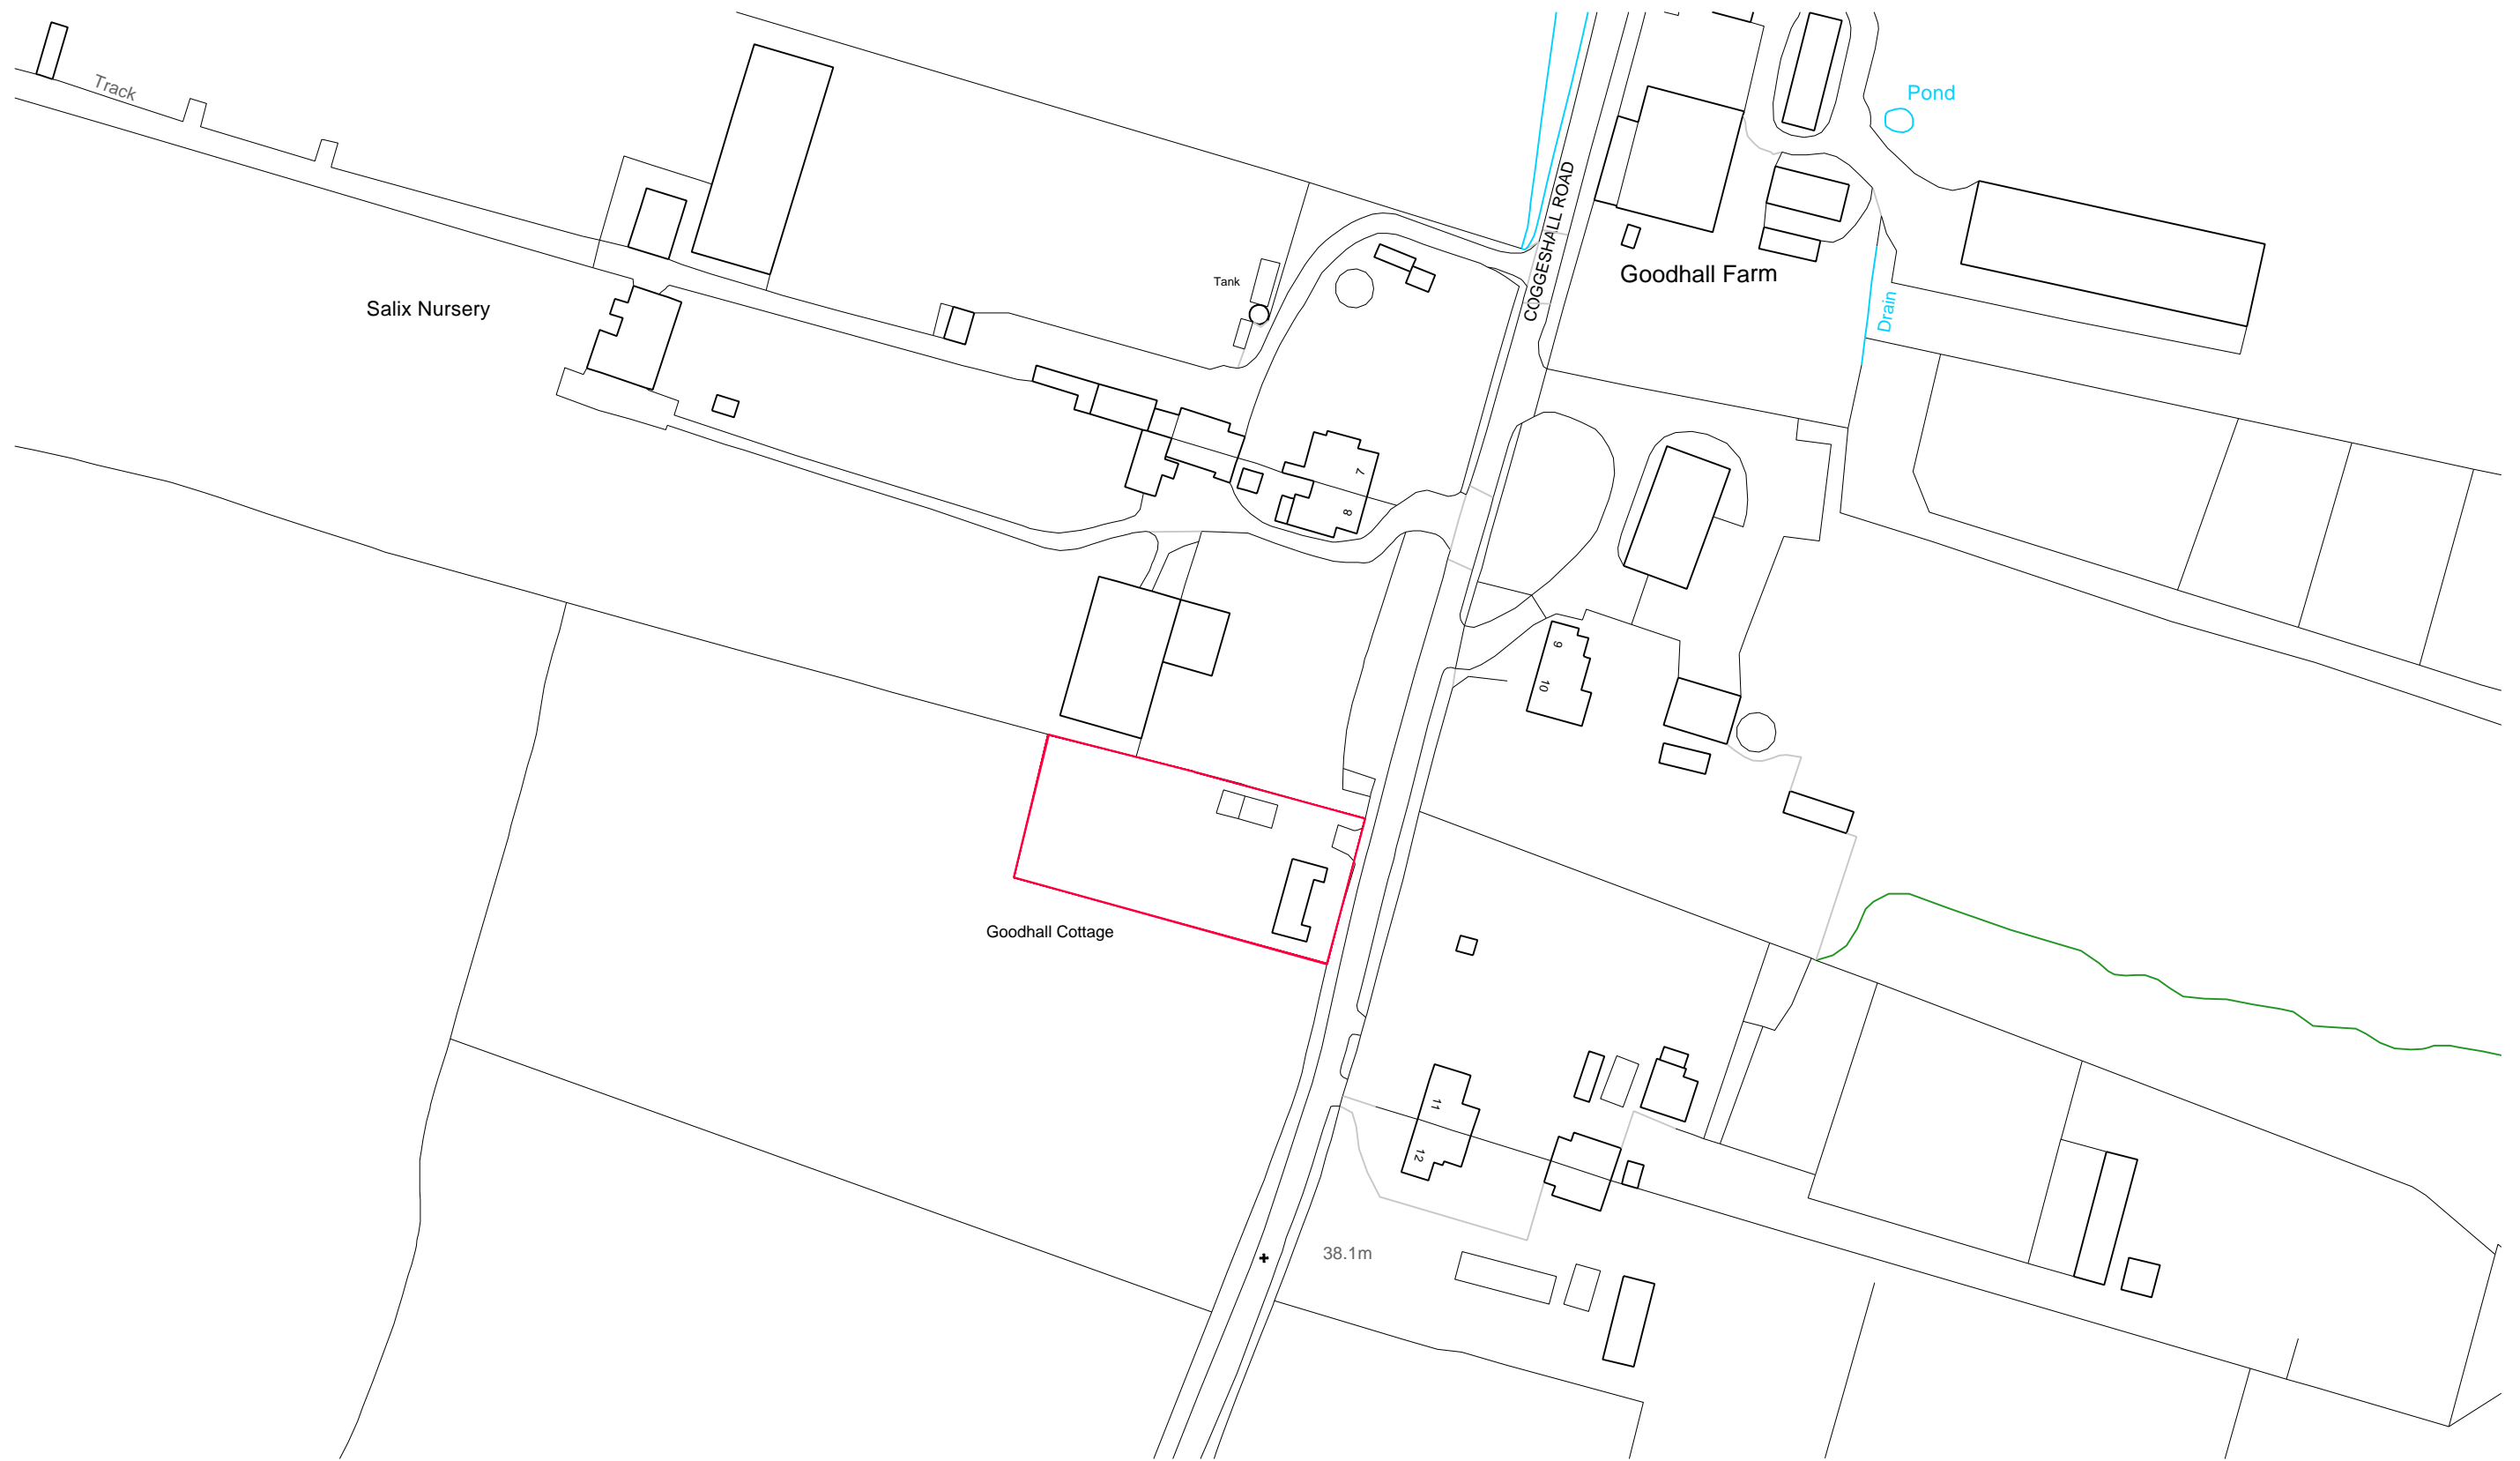 Track
Pond
COGGESHALL ROAD
Goodhall Farm
Tank
Salix Nursery
Drain
7
8
9
10
Goodhall Cottage
11
12
38.1m